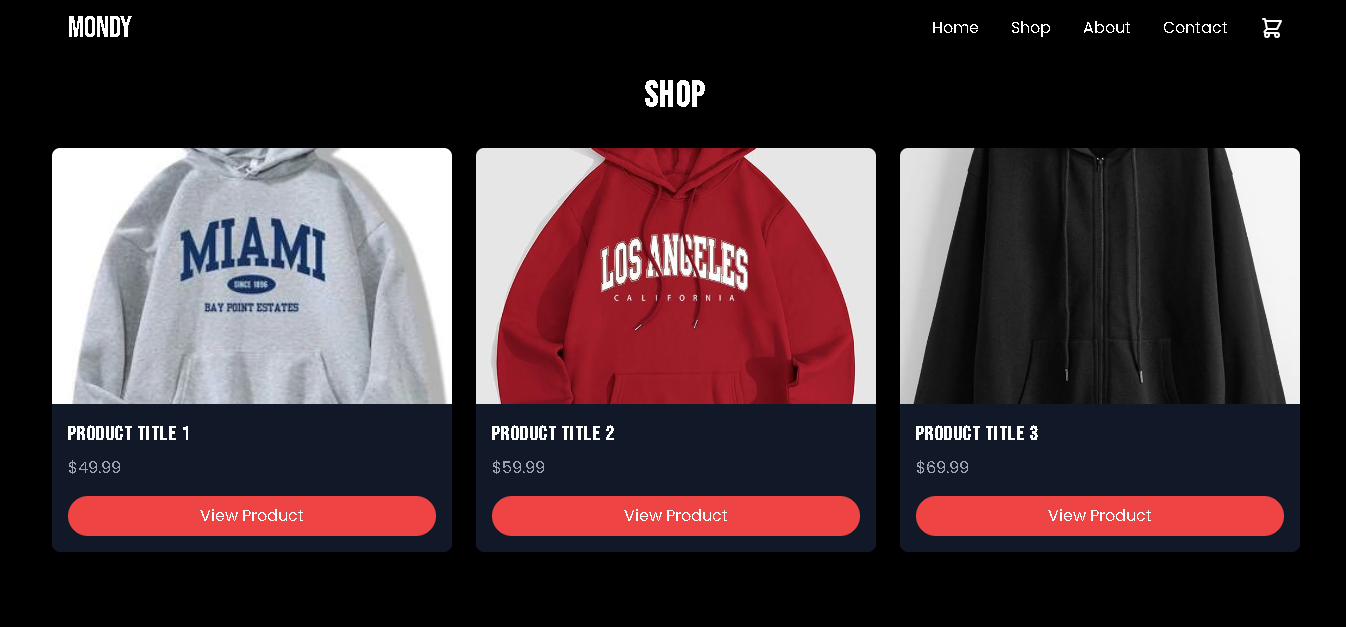 MONDY
Home Shop About Contact
SHOP
MIAMI
SINCE 1896
BAY POINT ESTATES
LOS ANGELES
CALIFORNIA
PRODUCT TITLE 1
$49.99
View Product
PRODUCT TITLE 2
$59.99
View Product
PRODUCT TITLE 3
$69.99
View Product